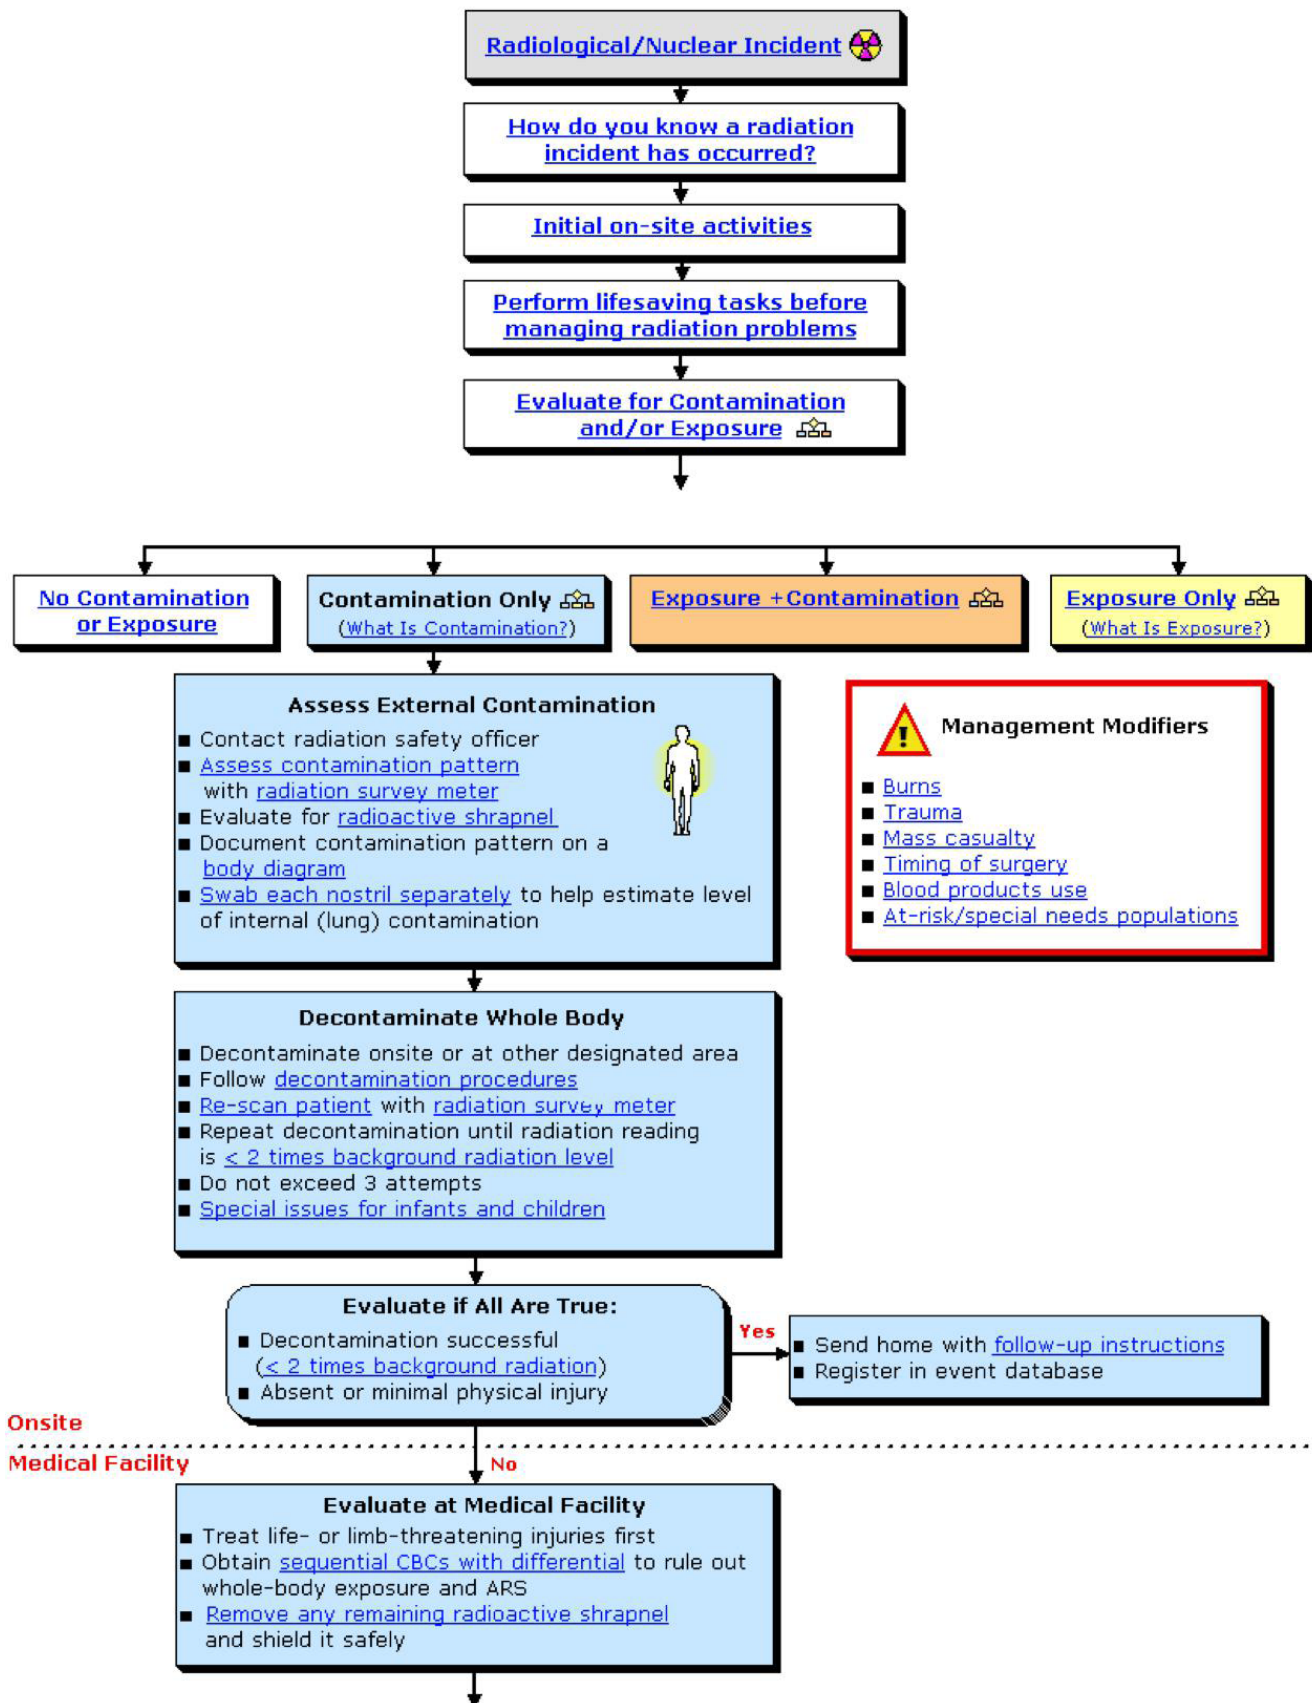 Radiological/Nuclear Incident
How do you know a radiation
incident has occurred?
Initial on-site activities
Perform lifesaving tasks before
managing radiation problems
Evaluate for Contamination
and/or Exposure
No Contamination
or Exposure
Contamination Only
(What Is Contamination?)
Exposure +Contamination
Exposure Only
(What Is Exposure?)
Assess External Contamination
■ Contact radiation safety officer
■ Assess contamination pattern
with radiation survey meter
■ Evaluate for radioactive shrapnel
■ Document contamination pattern on a
body diagram
■ Swab each nostril separately to help estimate level
of internal (lung) contamination
! Management Modifiers
■ Burns
■ Trauma
■ Mass casualty
■ Timing of surgery
■ Blood products use
■ At-risk/special needs populations
Decontaminate Whole Body
■ Decontaminate onsite or at other designated area
■ Follow decontamination procedures
■ Re-scan patient with radiation survey meter
■ Repeat decontamination until radiation reading
is < 2 times background radiation level
■ Do not exceed 3 attempts
■ Special issues for infants and children
Evaluate if All Are True:
■ Decontamination successful
(< 2 times background radiation)
■ Absent or minimal physical injury
Yes
■ Send home with follow-up instructions
■ Register in event database
Onsite
Medical Facility
No
Evaluate at Medical Facility
■ Treat life- or limb-threatening injuries first
■ Obtain sequential CBCs with differential to rule out
whole-body exposure and ARS
■ Remove any remaining radioactive shrapnel
and shield it safely